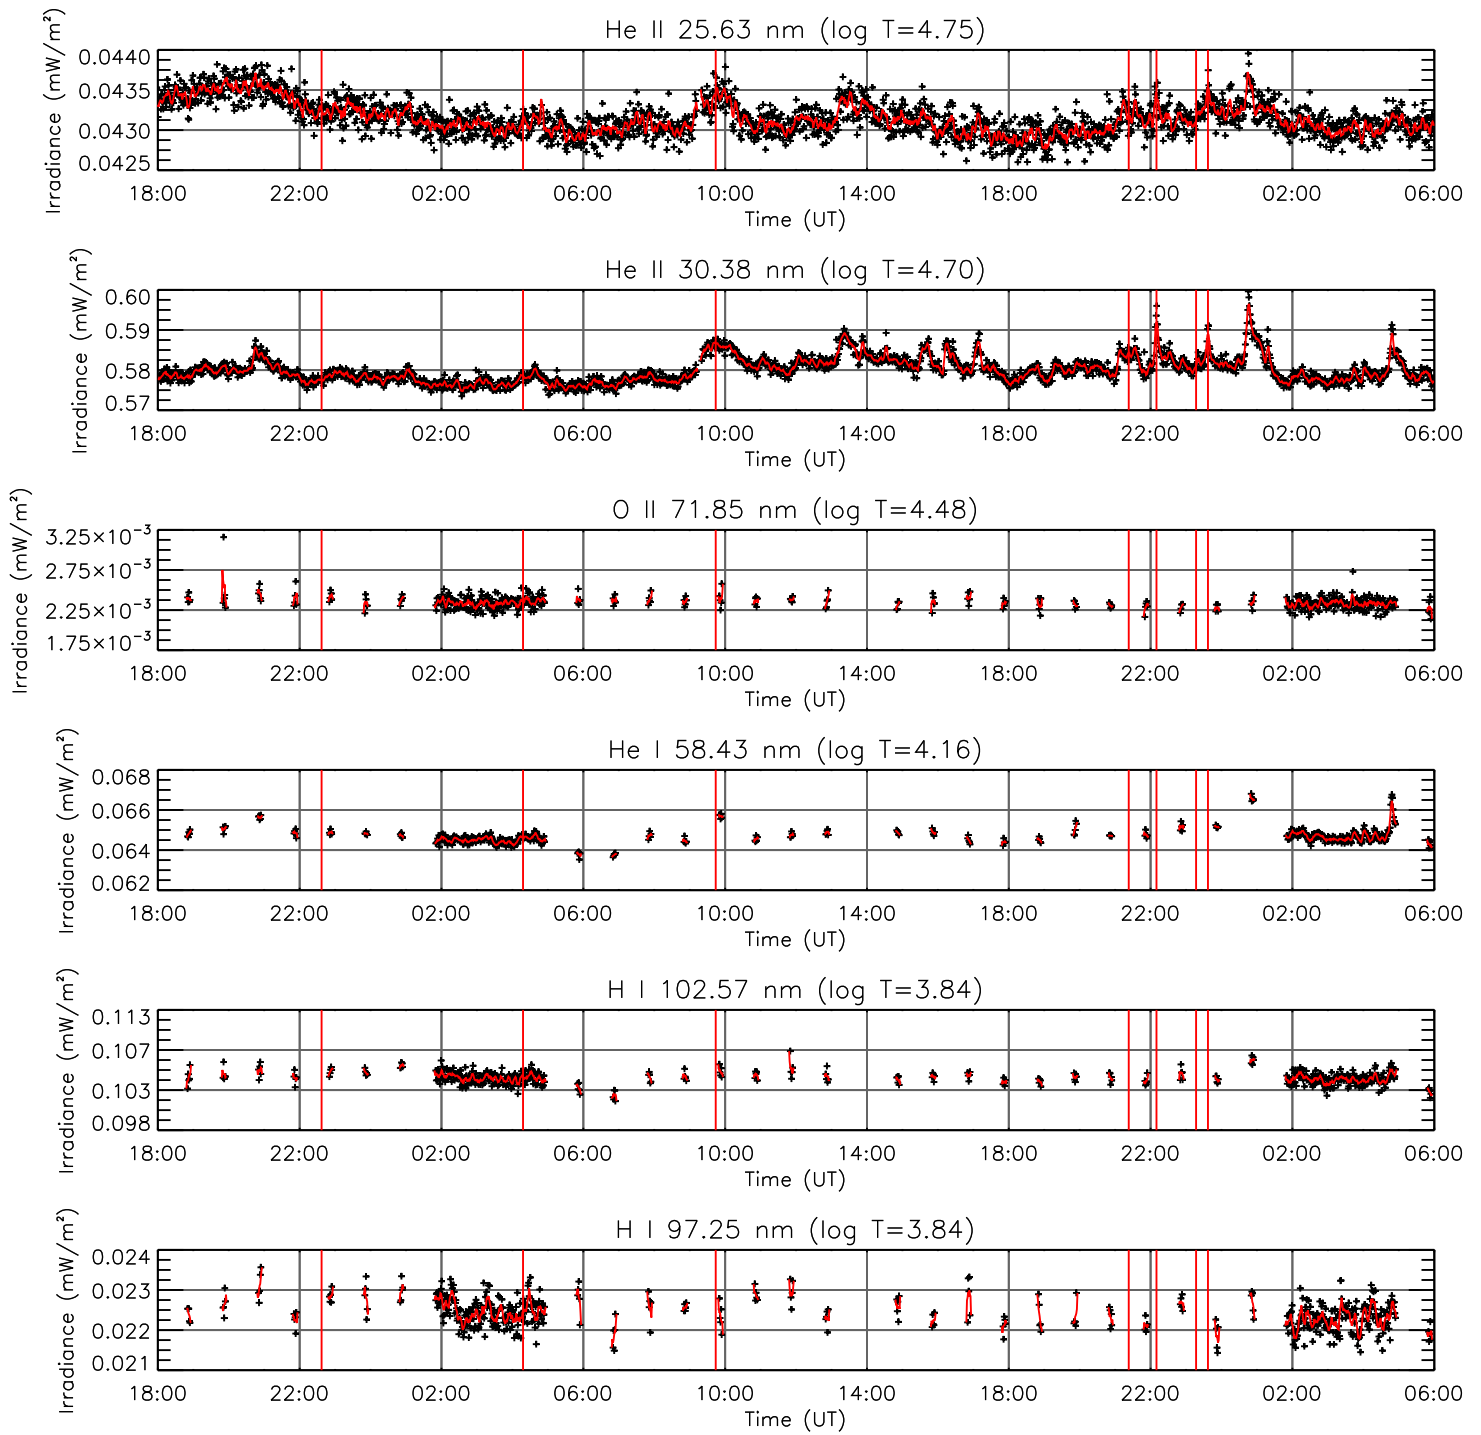 He II 25.63 nm (log T=4.75)
Irradiance (mW/m²)
0.0440
0.0435
0.0430
0.0425
18:00 22:00 02:00 06:00 10:00 14:00 18:00 22:00 02:00 06:00
Time (UT)
He II 30.38 nm (log T=4.70)
Irradiance (mW/m²)
0.60
0.59
0.58
0.57
18:00 22:00 02:00 06:00 10:00 14:00 18:00 22:00 02:00 06:00
Time (UT)
O II 71.85 nm (log T=4.48)
Irradiance (mW/m²)
3.25×10⁻³
2.75×10⁻³
2.25×10⁻³
1.75×10⁻³
18:00 22:00 02:00 06:00 10:00 14:00 18:00 22:00 02:00 06:00
Time (UT)
He I 58.43 nm (log T=4.16)
Irradiance (mW/m²)
0.068
0.066
0.064
0.062
18:00 22:00 02:00 06:00 10:00 14:00 18:00 22:00 02:00 06:00
Time (UT)
H I 102.57 nm (log T=3.84)
Irradiance (mW/m²)
0.113
0.107
0.103
0.098
18:00 22:00 02:00 06:00 10:00 14:00 18:00 22:00 02:00 06:00
Time (UT)
H I 97.25 nm (log T=3.84)
Irradiance (mW/m²)
0.024
0.023
0.022
0.021
18:00 22:00 02:00 06:00 10:00 14:00 18:00 22:00 02:00 06:00
Time (UT)